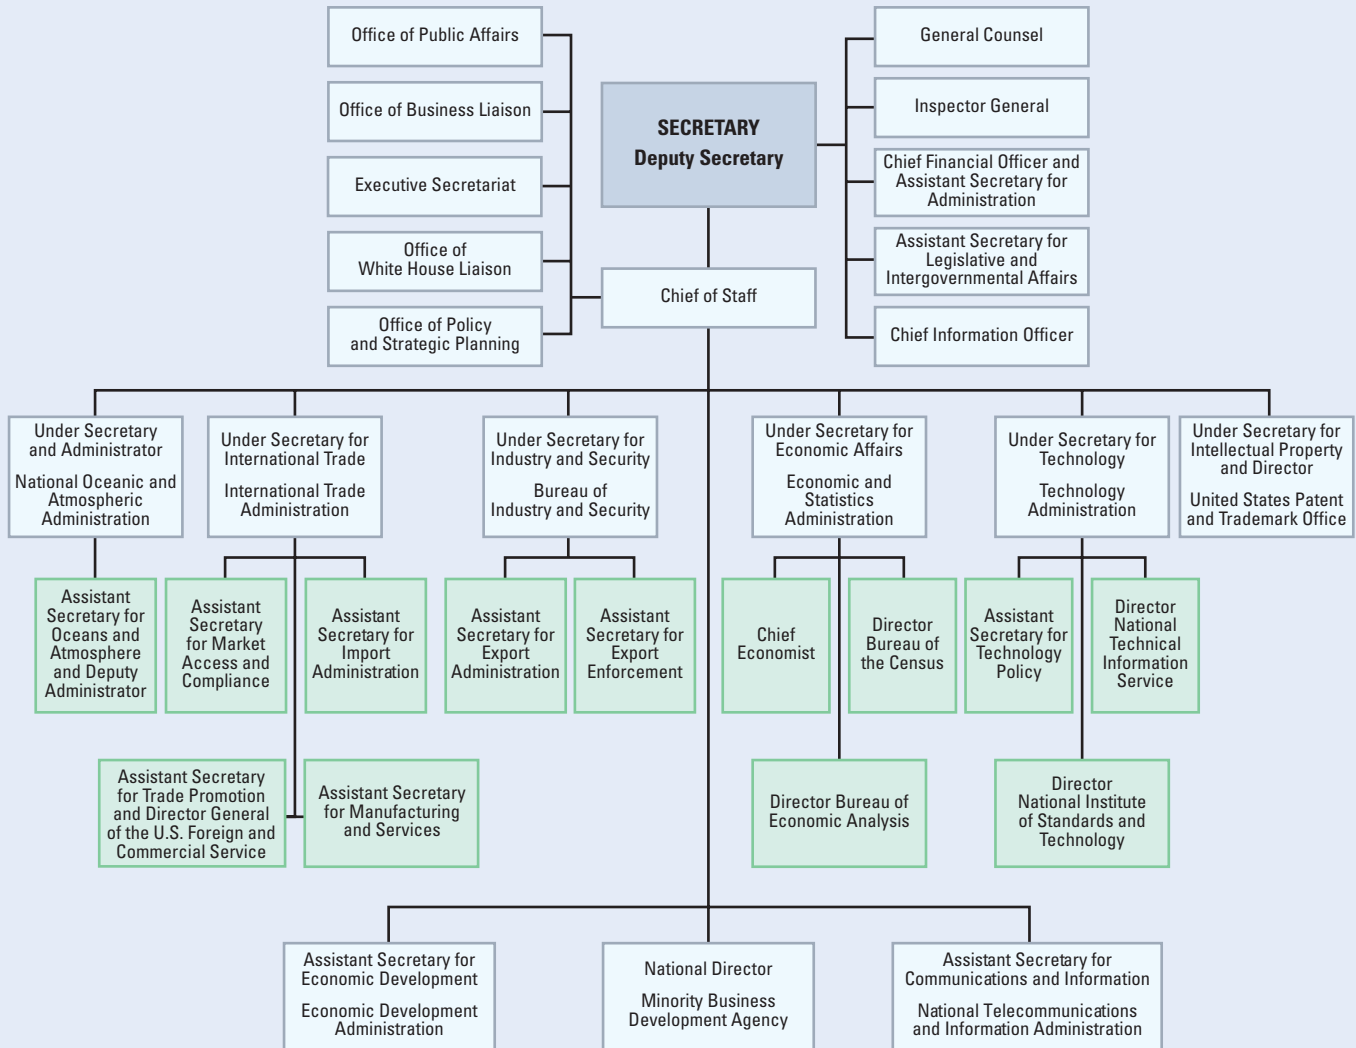 Office of Public Affairs
Office of Business Liaison
Executive Secretariat
Office of
White House Liaison
Office of Policy
and Strategic Planning
SECRETARY
Deputy Secretary
Chief of Staff
General Counsel
Inspector General
Chief Financial Officer and
Assistant Secretary for
Administration
Assistant Secretary for
Legislative and
Intergovernmental Affairs
Chief Information Officer
Under Secretary
and Administrator
National Oceanic and
Atmospheric
Administration
Under Secretary for
International Trade
International Trade
Administration
Under Secretary for
Industry and Security
Bureau of
Industry and Security
Under Secretary for
Economic Affairs
Economic and
Statistics
Administration
Under Secretary for
Technology
Technology
Administration
Under Secretary for
Intellectual Property
and Director
United States Patent
and Trademark Office
Assistant
Secretary for
Oceans and
Atmosphere
and Deputy
Administrator
Assistant
Secretary
for Market
Access and
Compliance
Assistant
Secretary for
Import
Administration
Assistant
Secretary for
Export
Administration
Assistant
Secretary for
Export
Enforcement
Chief
Economist
Director
Bureau of
the Census
Assistant
Secretary for
Technology
Policy
Director
National
Technical
Information
Service
Assistant Secretary
for Trade Promotion
and Director General
of the U.S. Foreign and
Commercial Service
Assistant Secretary
for Manufacturing
and Services
Director Bureau of
Economic Analysis
Director
National Institute
of Standards and
Technology
Assistant Secretary for
Economic Development
Economic Development
Administration
National Director
Minority Business
Development Agency
Assistant Secretary for
Communications and Information
National Telecommunications
and Information Administration